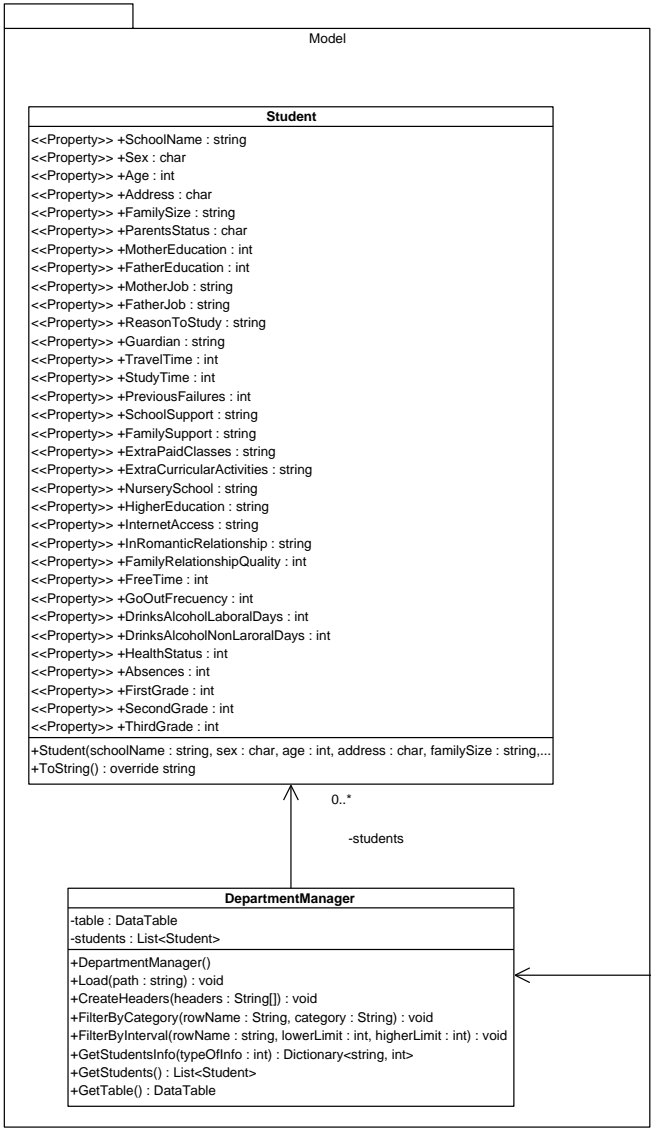 Model
Student
<<Property>> +SchoolName : string
<<Property>> +Sex : char
<<Property>> +Age : int
<<Property>> +Address : char
<<Property>> +FamilySize : string
<<Property>> +ParentsStatus : char
<<Property>> +MotherEducation : int
<<Property>> +FatherEducation : int
<<Property>> +MotherJob : string
<<Property>> +FatherJob : string
<<Property>> +ReasonToStudy : string
<<Property>> +Guardian : string
<<Property>> +TravelTime : int
<<Property>> +StudyTime : int
<<Property>> +PreviousFailures : int
<<Property>> +SchoolSupport : string
<<Property>> +FamilySupport : string
<<Property>> +ExtraPaidClasses : string
<<Property>> +ExtraCurricularActivities : string
<<Property>> +NurserySchool : string
<<Property>> +HigherEducation : string
<<Property>> +InternetAccess : string
<<Property>> +InRomanticRelationship : string
<<Property>> +FamilyRelationshipQuality : int
<<Property>> +FreeTime : int
<<Property>> +GoOutFrecuency : int
<<Property>> +DrinksAlcoholLaboralDays : int
<<Property>> +DrinksAlcoholNonLaroralDays : int
<<Property>> +HealthStatus : int
<<Property>> +Absences : int
<<Property>> +FirstGrade : int
<<Property>> +SecondGrade : int
<<Property>> +ThirdGrade : int
+Student(schoolName : string, sex : char, age : int, address : char, familySize : string,...
+ToString() : override string
0..*
-students
DepartmentManager
-table : DataTable
-students : List<Student>
+DepartmentManager()
+Load(path : string) : void
+CreateHeaders(headers : String[]) : void
+FilterByCategory(rowName : String, category : String) : void
+FilterByInterval(rowName : string, lowerLimit : int, higherLimit : int) : void
+GetStudentsInfo(typeOfInfo : int) : Dictionary<string, int>
+GetStudents() : List<Student>
+GetTable() : DataTable